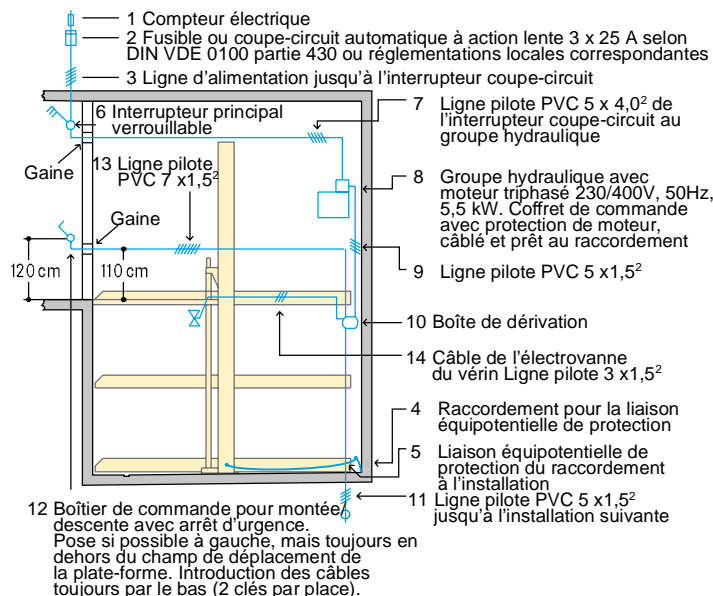 1 Compteur électrique
2 Fusible ou coupe-circuit automatique à action lente 3 x 25 A selon
DIN VDE 0100 partie 430 ou réglementations locales correspondantes
3 Ligne d'alimentation jusqu'à l'interrupteur coupe-circuit
6 Interrupteur principal
verrouillable
7 Ligne pilote PVC 5 x 4,0²  de
l'interrupteur coupe-circuit au
groupe hydraulique
Gaine
13 Ligne pilote
PVC 7 x1,5²
8 Groupe hydraulique avec
moteur triphasé 230/400V, 50Hz,
5,5 kW. Coffret de commande
avec protection de moteur,
câblé et prêt au raccordement
Gaine
120 cm
110 cm
9 Ligne pilote PVC 5 x1,5²
10 Boîte de dérivation
14 Câble de l'électrovanne
du vérin Ligne pilote 3 x1,5²
4 Raccordement pour la liaison
équipotentielle de protection
5 Liaison équipotentielle de
protection du raccordement
à l'installation
11 Ligne pilote PVC 5 x1,5²
jusqu'à l'installation suivante
12 Boîtier de commande pour montée/
descente avec arrêt d'urgence.
Pose si possible à gauche, mais toujours en
dehors du champ de déplacement de
la plate-forme. Introduction des câbles
toujours par le bas (2 clés par place).